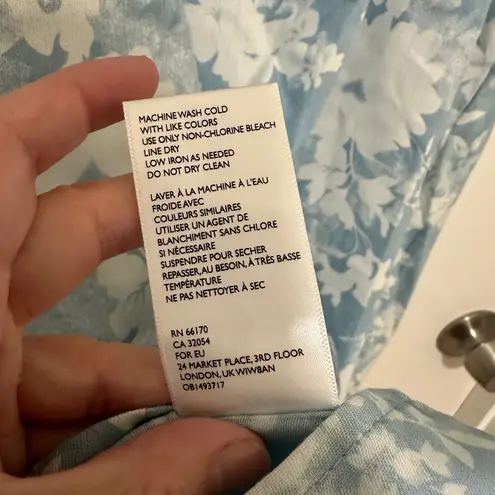 MACHINE WASH COLD
WITH LIKE COLORS
USE ONLY NON-CHLORINE BLEACH
LINE DRY
LOW IRON AS NEEDED
DO NOT DRY CLEAN
LAVER À LA MACHINE À L'EAU
FROIDE AVEC
COULEURS SIMILAIRES
UTILISER UN AGENT DE
BLANCHIMENT SANS CHLORE
SI NÉCESSAIRE
SUSPENDRE POUR SECHER
REPASSER, AU BESOIN, À TRÉS BASSE
TEMPÉRATURE
NE PAS NETTOYER À SEC
RN 66170
CA 32054
FOR EU
24 MARKET PLACE, 3RD FLOOR
LONDON, UK WIW8AN
OB1493717